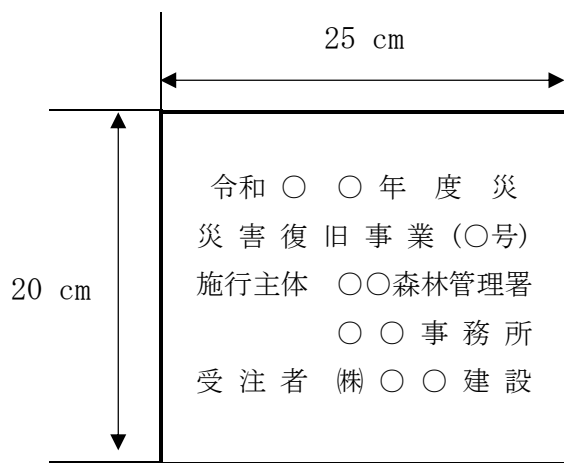 25 cm
令和 ○ ○ 年 度 災
災 害 復 旧 事 業 (○号)
20 cm
施行主体 ○○森林管理署
○ ○ 事 務 所
受 注 者 ㈱ ○ ○ 建 設